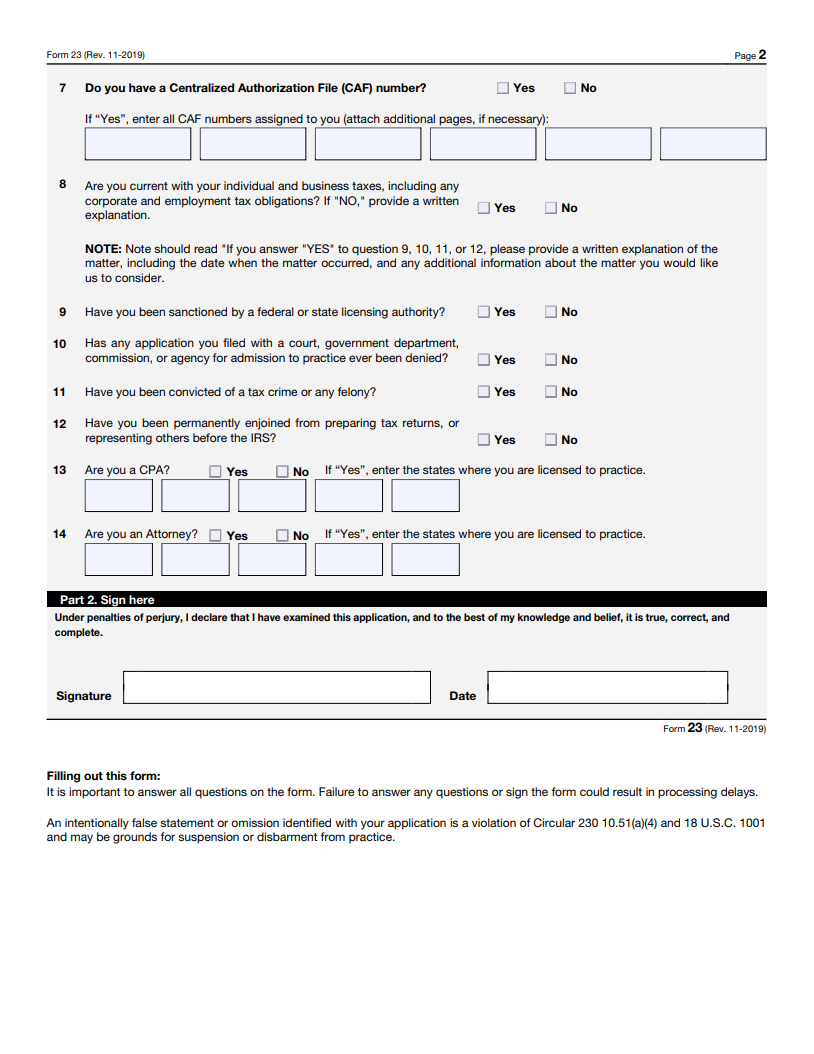 Form 23 (Rev. 11-2019) Page 2
7 Do you have a Centralized Authorization File (CAF) number? Yes No
If “Yes”, enter all CAF numbers assigned to you (attach additional pages, if necessary):
8 Are you current with your individual and business taxes, including any
corporate and employment tax obligations? If "NO," provide a written
explanation. Yes No
NOTE: Note should read "If you answer "YES" to question 9, 10, 11, or 12, please provide a written explanation of the
matter, including the date when the matter occurred, and any additional information about the matter you would like
us to consider.
9 Have you been sanctioned by a federal or state licensing authority? Yes No
10 Has any application you filed with a court, government department,
commission, or agency for admission to practice ever been denied? Yes No
11 Have you been convicted of a tax crime or any felony? Yes No
12 Have you been permanently enjoined from preparing tax returns, or
representing others before the IRS? Yes No
13 Are you a CPA? Yes No If “Yes”, enter the states where you are licensed to practice.
14 Are you an Attorney? Yes No If “Yes”, enter the states where you are licensed to practice.
Part 2. Sign here
Under penalties of perjury, I declare that I have examined this application, and to the best of my knowledge and belief, it is true, correct, and
complete.
Signature Date
Form 23 (Rev. 11-2019)
Filling out this form:
It is important to answer all questions on the form. Failure to answer any questions or sign the form could result in processing delays.
An intentionally false statement or omission identified with your application is a violation of Circular 230 10.51(a)(4) and 18 U.S.C. 1001
and may be grounds for suspension or disbarment from practice.